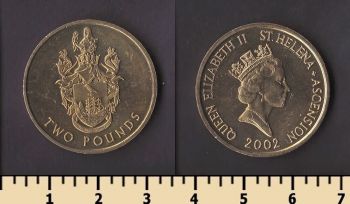 TWO POUNDS
QUEEN ELIZABETH II ST. HELENA • ASCENSION
2002
1 2 3 4 5 6 7